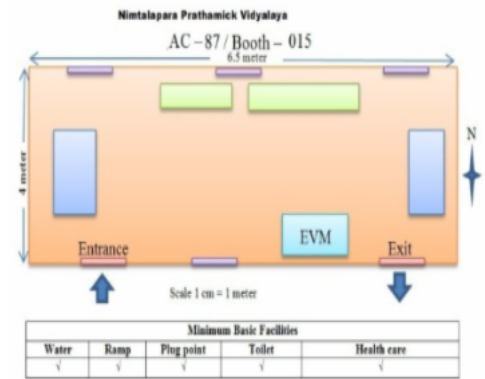 Nimtalapara Prathamick Vidyalaya
AC – 87 / Booth – 015
6.5 meter
N
4 meter
EVM
Entrance
Exit
Scale 1 cm = 1 meter
Minimum Basic Facilities
Water Ramp Plug point Toilet Health care
√ √ √ √ √